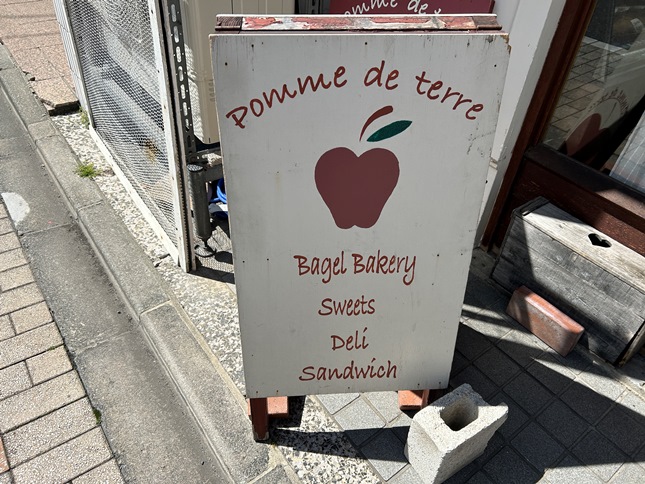 pomme de terre
Bagel Bakery
Sweets
Deli
Sandwich